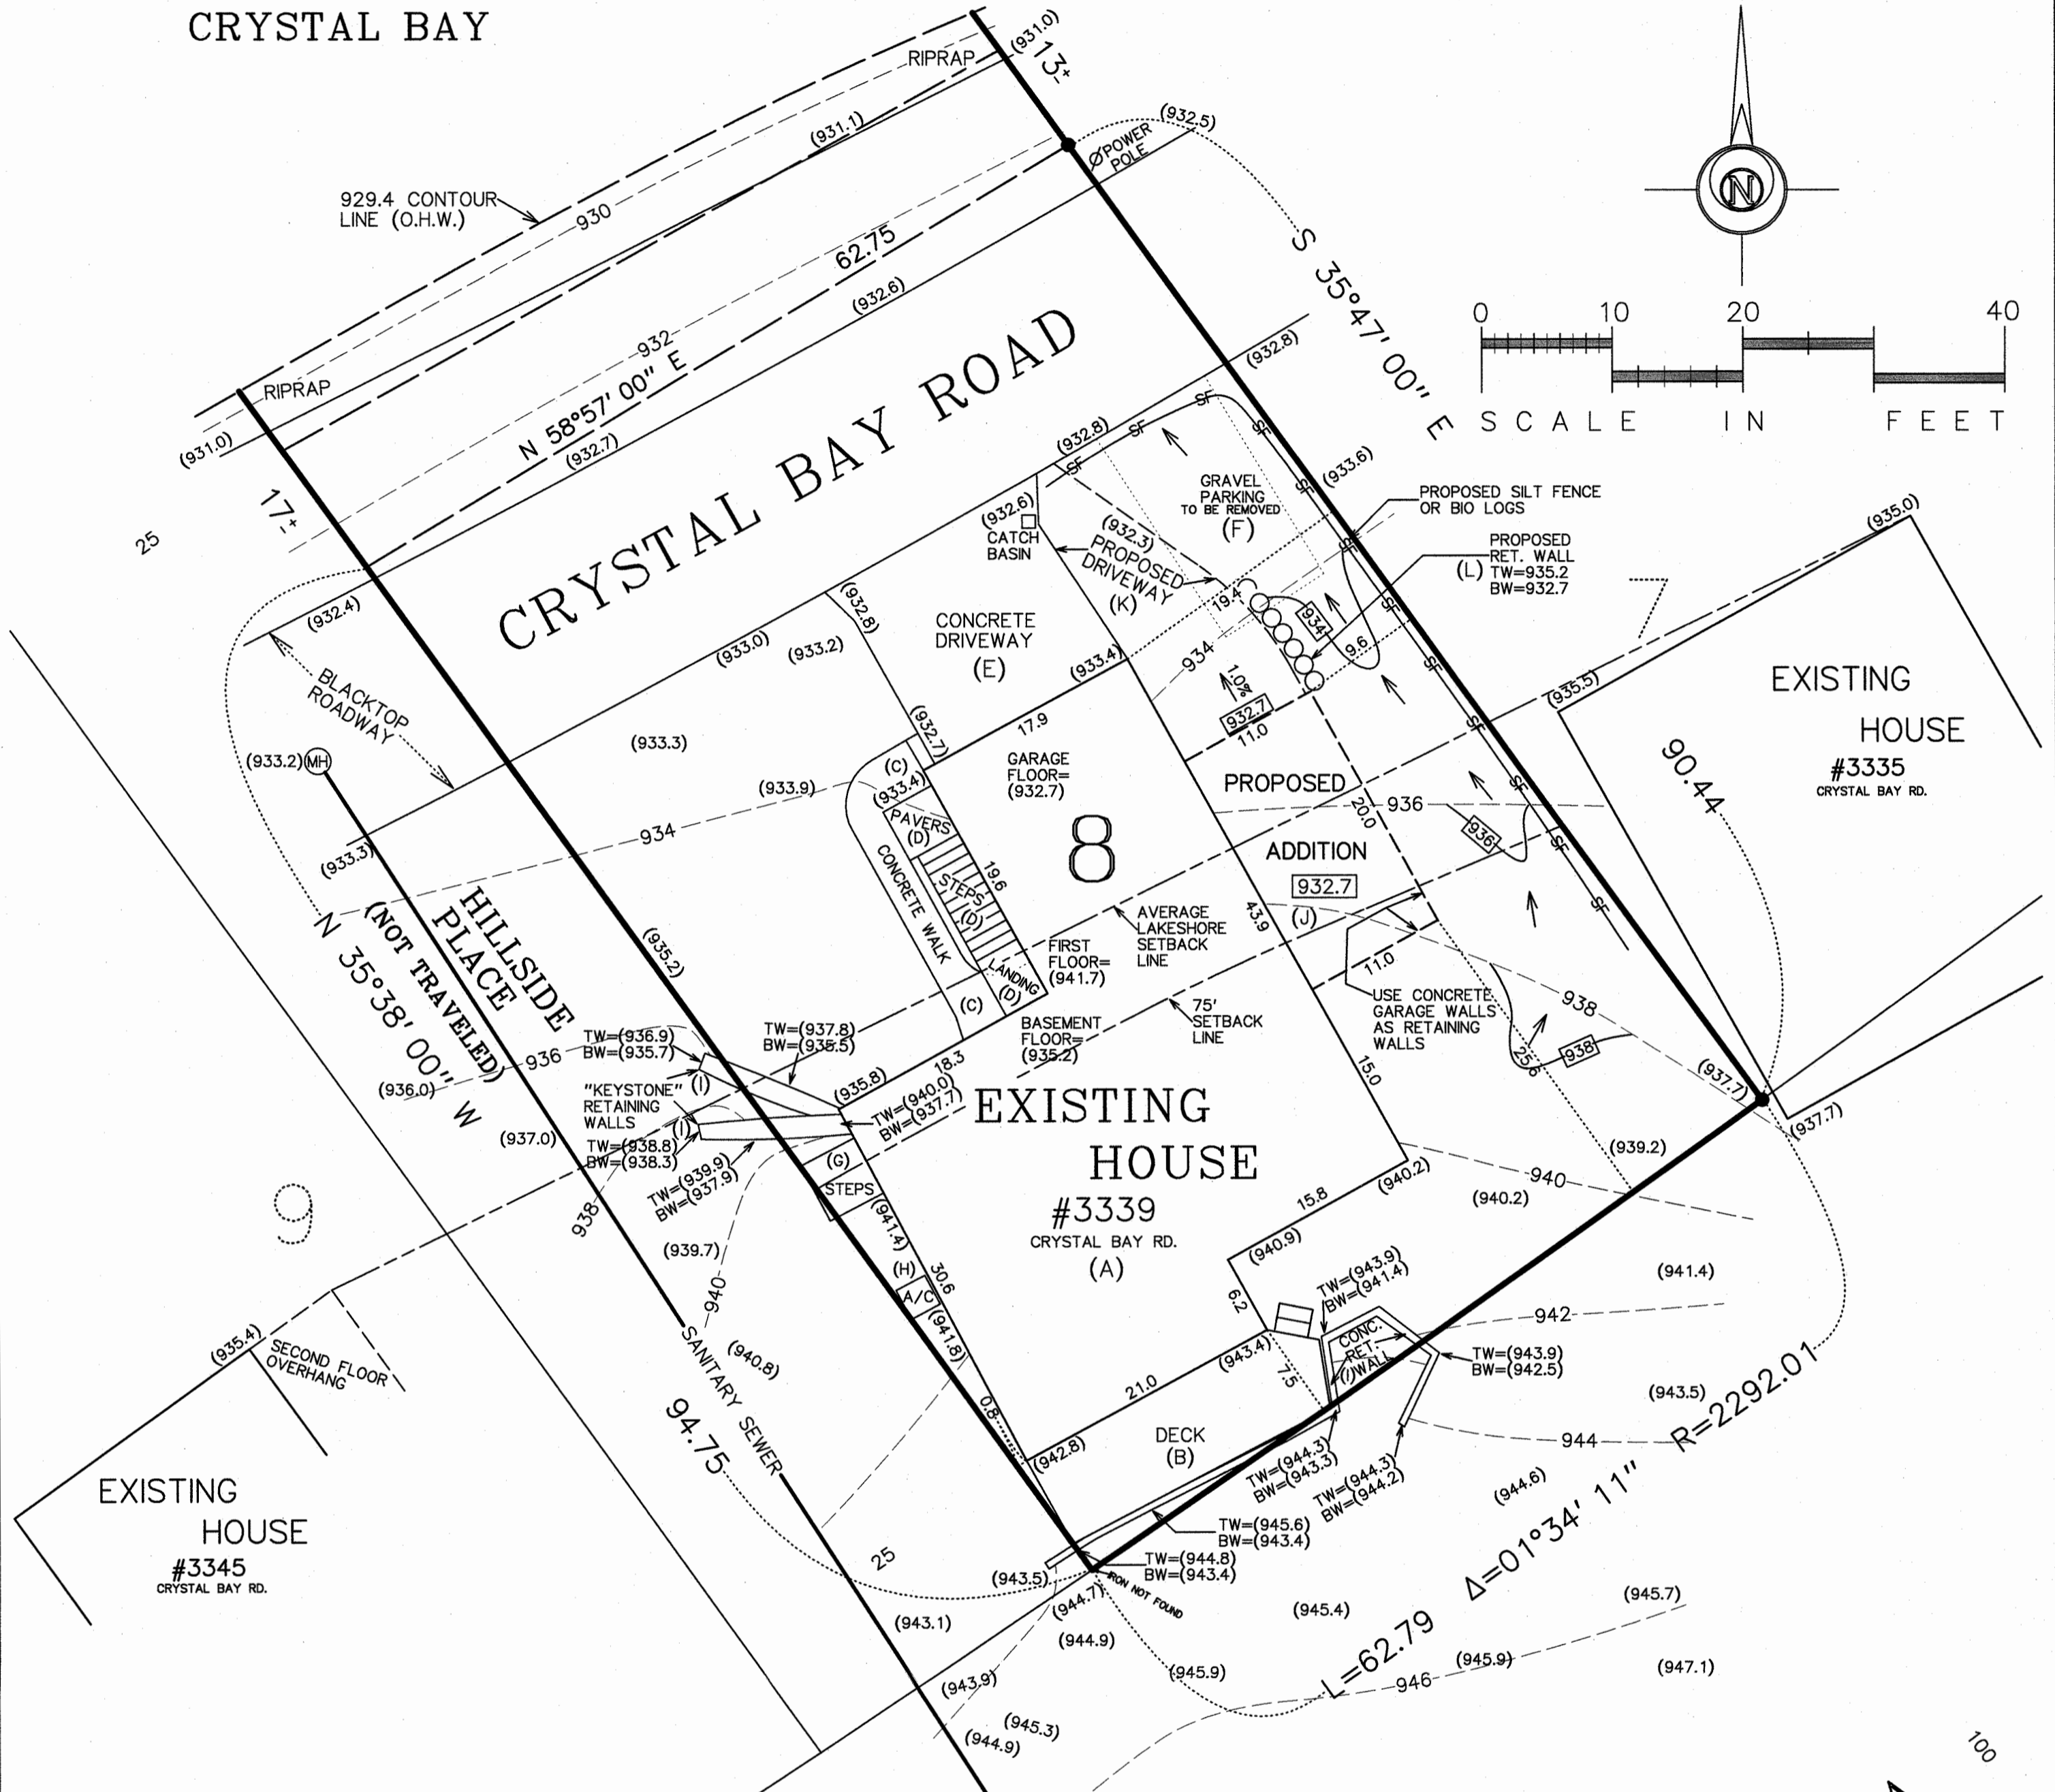 CRYSTAL BAY
RIPRAP
(931.0)
13±
(931.1)
(932.5)
POWER
POLE
929.4 CONTOUR
LINE (O.H.W.)
930
62.75
(932.6)
932
N 58°57' 00" E
(932.7)
RIPRAP
(931.0)
17±
25
CRYSTAL BAY ROAD
S 35°47' 00" E
N
0 10 20 40
SCALE IN FEET
(932.8)
(932.8)
SF
SF
SF
SF
SF
(933.6)
GRAVEL
PARKING
TO BE REMOVED
(F)
PROPOSED SILT FENCE
OR BIO LOGS
PROPOSED
RET. WALL
(L) TW=935.2
BW=932.7
(932.6)
CATCH
BASIN
(932.3)
PROPOSED
DRIVEWAY
(K)
19.4
934
934
9.6
SF
SF
SF
SF
SF
SF
SF
7
(935.0)
(935.5)
EXISTING
HOUSE
#3335
CRYSTAL BAY RD.
90.44
(932.4)
BLACKTOP
ROADWAY
(933.2) MH
(933.3)
(933.0)
(933.2)
(932.8)
CONCRETE
DRIVEWAY
(E)
(933.4)
17.9
(932.7)
1.0%
932.7
11.0
(933.3)
(933.9)
934
(C)
(933.4)
PAVERS
(D)
STEPS
(D)
LANDING
(D)
(C)
CONCRETE WALK
19.6
GARAGE
FLOOR=
(932.7)
8
PROPOSED
ADDITION
932.7
(J)
20.0
936
936
43.9
AVERAGE
LAKESHORE
SETBACK
LINE
FIRST
FLOOR=
(941.7)
BASEMENT
FLOOR=
(935.2)
75'
SETBACK
LINE
11.0
USE CONCRETE
GARAGE WALLS
AS RETAINING
WALLS
938
938
25.6
15.0
(937.7)
(937.7)
(939.2)
HILLSIDE
PLACE
(NOT TRAVELED)
N 35°38' 00" W
(935.2)
TW=(936.9)
BW=(935.7)
TW=(937.8)
BW=(935.5)
936
(936.0)
"KEYSTONE" (I)
RETAINING
WALLS
(I)
(937.0)
TW=(938.8)
BW=(938.3)
TW=(939.9)
BW=(937.9)
(935.8)
18.3
TW=(940.0)
BW=(937.7)
(G)
STEPS
(941.4)
(H)
A/C
(941.8)
30.6
0.8
EXISTING
HOUSE
#3339
CRYSTAL BAY RD.
(A)
15.8
(940.2)
940
(940.2)
(940.9)
6.2
9
938
(939.7)
940
(940.8)
SANITARY SEWER
94.75
(935.4)
SECOND FLOOR
OVERHANG
EXISTING
HOUSE
#3345
CRYSTAL BAY RD.
TW=(943.9)
BW=(941.4)
CONC.
RET.
(I) WALL
(943.4)
7.5
21.0
DECK
(B)
(942.8)
(941.4)
942
TW=(943.9)
BW=(942.5)
(943.5)
944
R=2292.01
TW=(944.3)
BW=(943.3)
TW=(944.3)
BW=(944.2)
(944.6)
TW=(945.6)
BW=(943.4)
TW=(944.8)
BW=(943.4)
IRON NOT FOUND
25
(943.5)
(944.7)
(943.1)
(944.9)
(945.4)
(945.7)
L=62.79 Δ=01°34' 11"
(943.9)
(945.9)
(945.9)
946
(947.1)
(945.3)
(944.9)
100